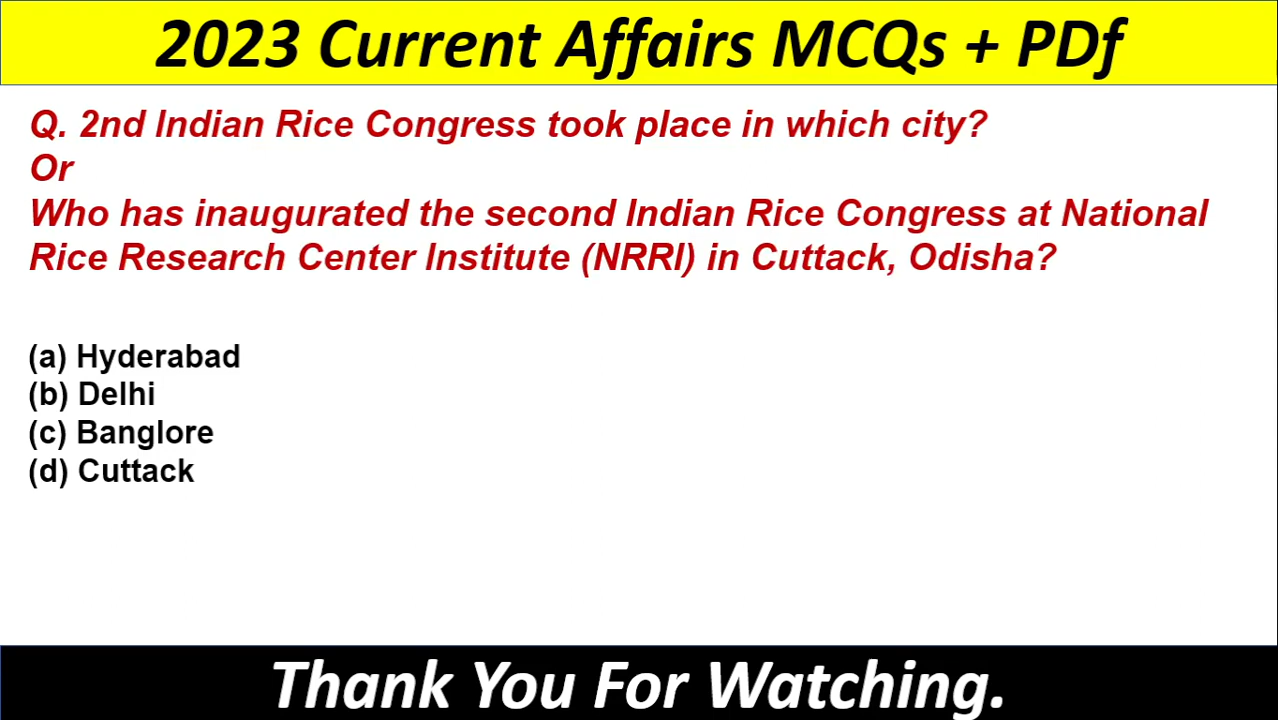 2023 Current Affairs MCQs + PDf
Q. 2nd Indian Rice Congress took place in which city?
Or
Who has inaugurated the second Indian Rice Congress at National
Rice Research Center Institute (NRRI) in Cuttack, Odisha?
(a) Hyderabad
(b) Delhi
(c) Banglore
(d) Cuttack
Thank You For Watching.